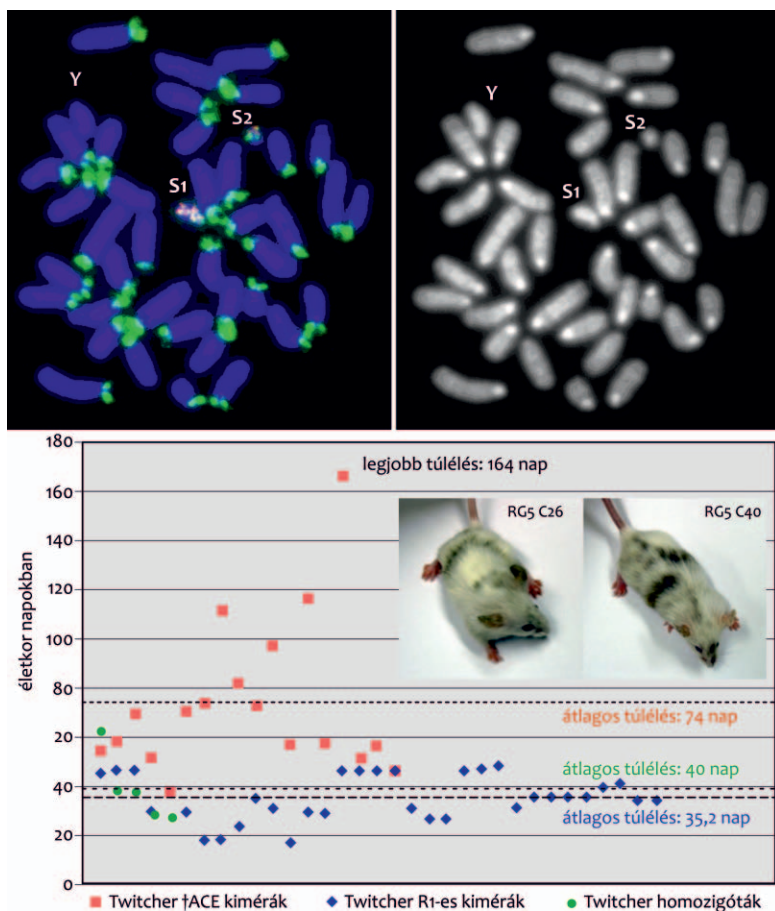 Y
S2
S1
Y
S2
S1
életkor napokban
180
160
140
120
100
80
20
40
20
0
legjobb túlélés: 164 nap
RG5 C26
RG5 C40
átlagos túlélés: 74 nap
átlagos túlélés: 40 nap
átlagos túlélés: 35,2 nap
Twitcher †ACE kimérák
Twitcher R1-es kimérák
Twitcher homozigóták